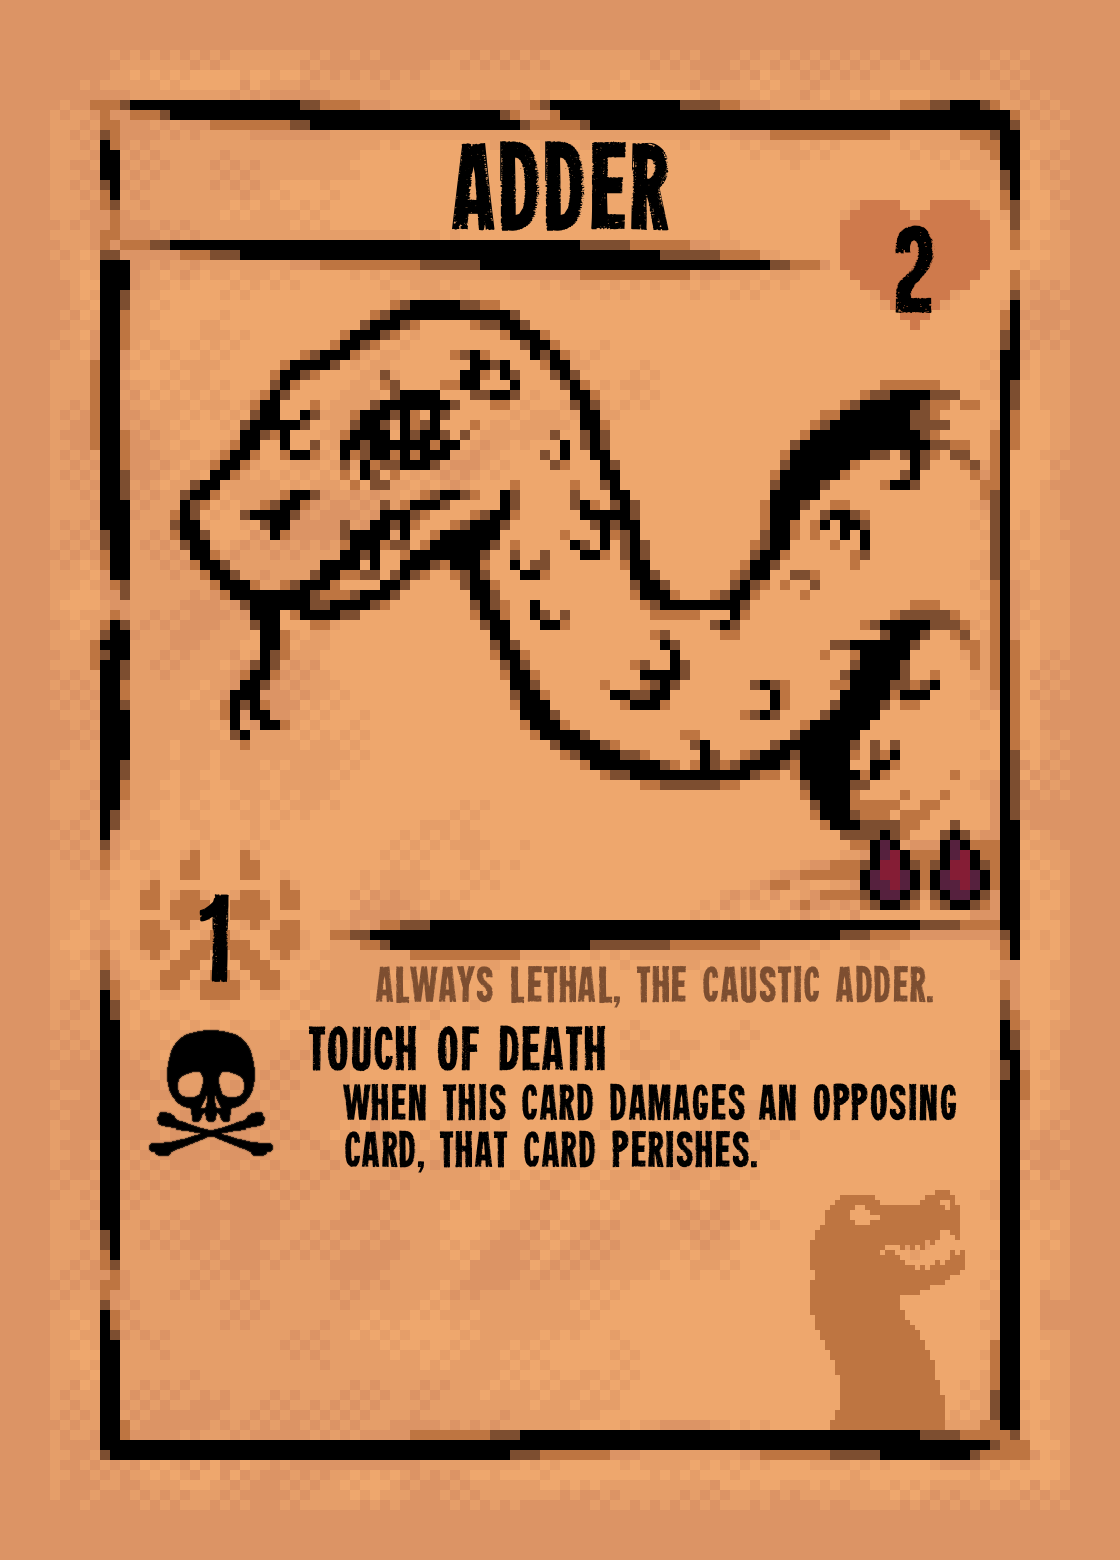 ADDER
2
1
ALWAYS LETHAL, THE CAUSTIC ADDER.
TOUCH OF DEATH
WHEN THIS CARD DAMAGES AN OPPOSING
CARD, THAT CARD PERISHES.